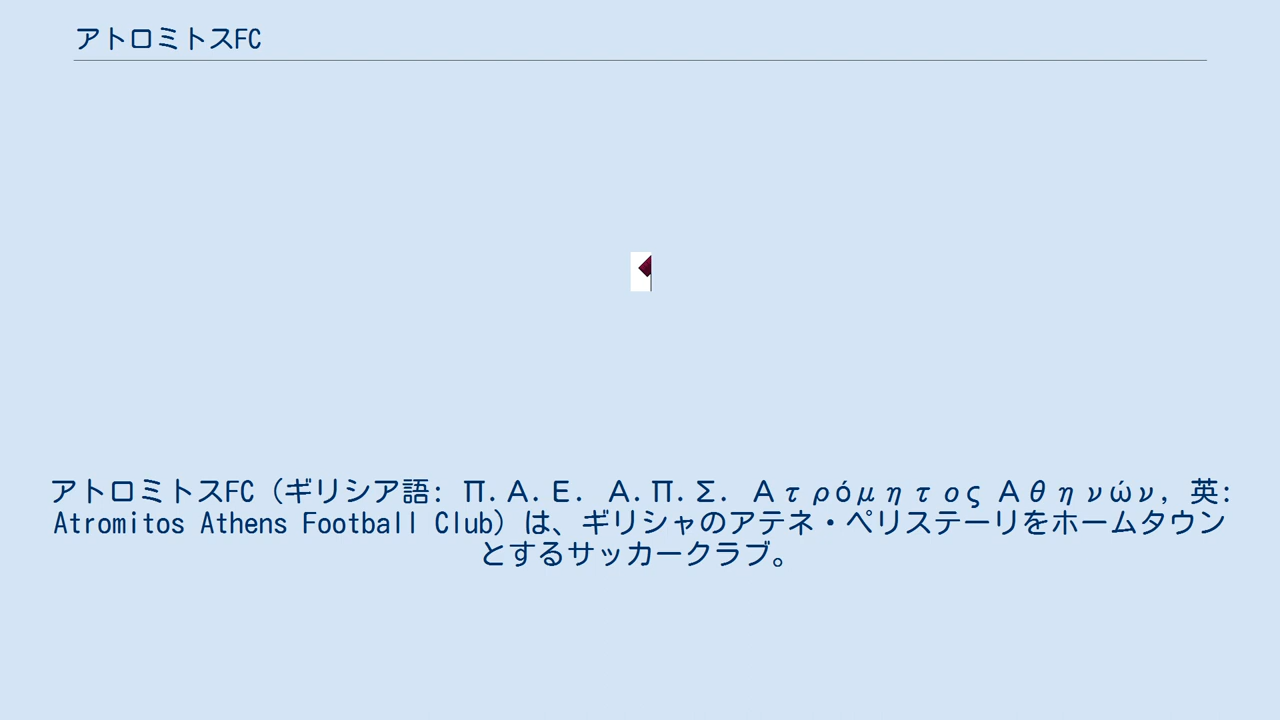 アトロミトスFC
アトロミトスFC（ギリシア語: Π.Α.Ε. Α.Π.Σ. Ατρόμητος Αθηνών, 英:
Atromitos Athens Football Club）は、ギリシャのアテネ・ペリステーリをホームタウン
とするサッカークラブ。